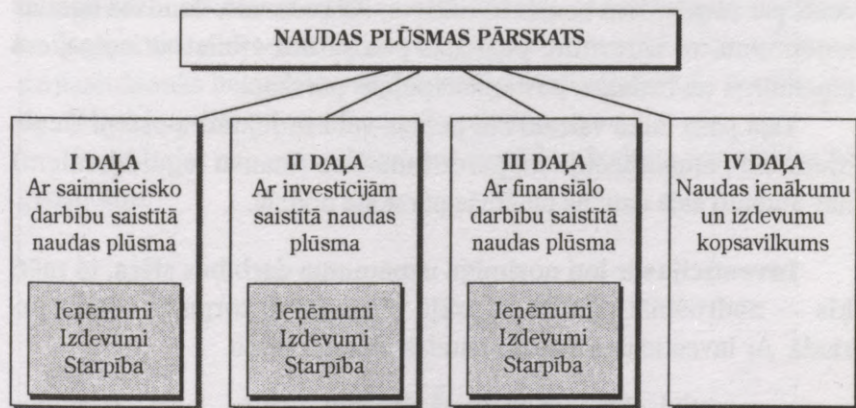 NAUDAS PLŪSMAS PĀRSKATS
I DAĻA
Ar saimniecisko
darbību saistītā
naudas plūsma
Ieņēmumi
Izdevumi
Starpība
II DAĻA
Ar investīcijām
saistītā naudas
plūsma
Ieņēmumi
Izdevumi
Starpība
III DAĻA
Ar finansiālo
darbību saistītā
naudas plūsma
Ieņēmumi
Izdevumi
Starpība
IV DAĻA
Naudas ienākumu
un izdevumu
kopsavilkums